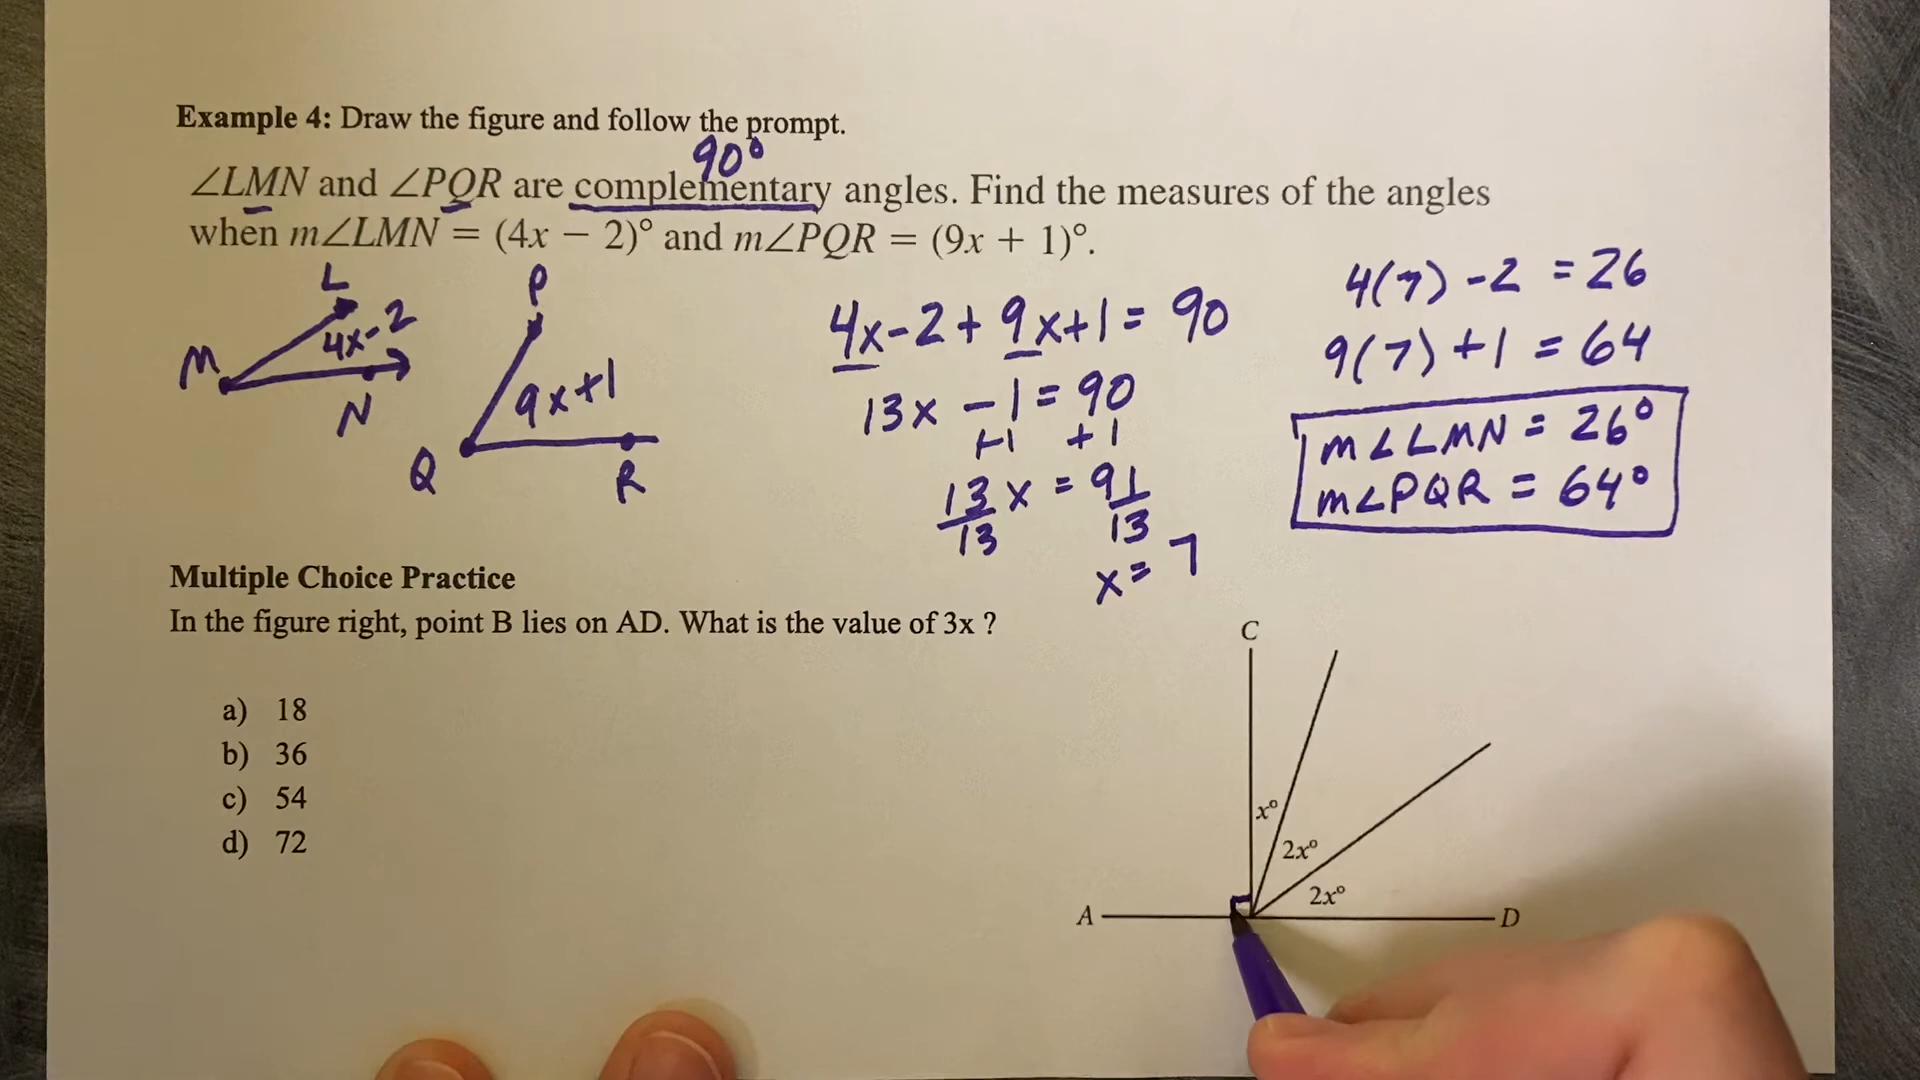 Example 4: Draw the figure and follow the prompt.
90°
∠LMN and ∠PQR are complementary angles. Find the measures of the angles
when m∠LMN = (4x − 2)° and m∠PQR = (9x + 1)°.
L
M
4x-2
N
P
9x+1
Q
R
4x-2+9x+1=90
13x -1=90
+1 +1
13x = 91
13 13
x=7
4(7)-2 =26
9(7)+1 =64
m∠LMN = 26°
m∠PQR = 64°
Multiple Choice Practice
In the figure right, point B lies on AD. What is the value of 3x ?
a) 18
b) 36
c) 54
d) 72
C
x°
2x°
2x°
A
D